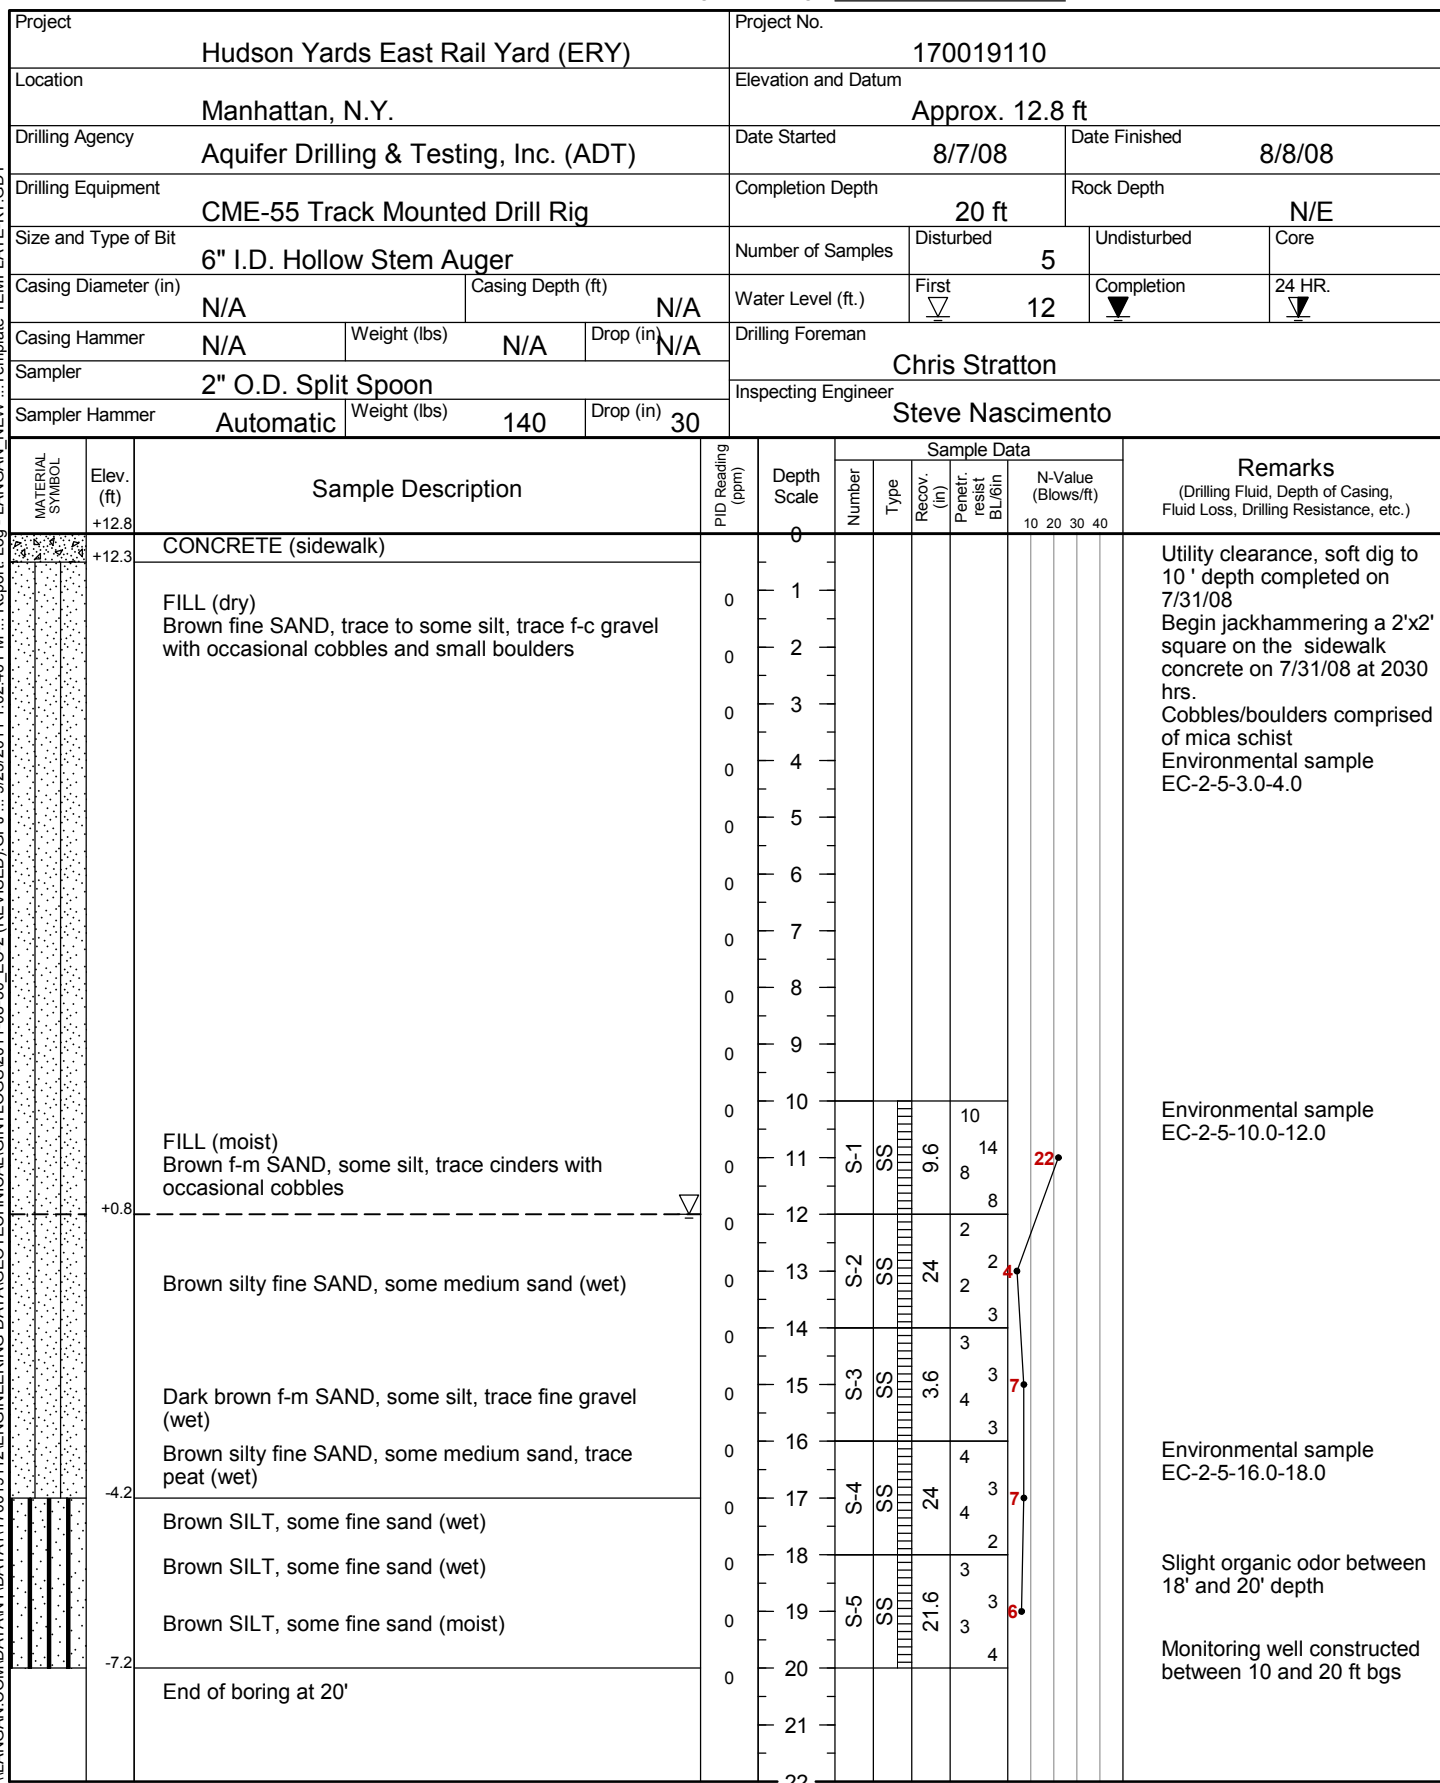 Project
Hudson Yards East Rail Yard (ERY)
Project No.
170019110
Location
Manhattan, N.Y.
Elevation and Datum
Approx. 12.8 ft
Drilling Agency
Aquifer Drilling & Testing, Inc. (ADT)
Date Started
8/7/08
Date Finished
8/8/08
Drilling Equipment
CME-55 Track Mounted Drill Rig
Completion Depth
20 ft
Rock Depth
N/E
Size and Type of Bit
6" I.D. Hollow Stem Auger
Number of Samples
Disturbed
5
Undisturbed
Core
Casing Diameter (in)
N/A
Casing Depth (ft)
N/A
Water Level (ft.)
First
12
Completion
24 HR.
Casing Hammer
N/A
Weight (lbs)
N/A
Drop (in)
N/A
Drilling Foreman
Chris Stratton
Sampler
2" O.D. Split Spoon
Inspecting Engineer
Steve Nascimento
Sampler Hammer
Automatic
Weight (lbs)
140
Drop (in)
30
MATERIAL
SYMBOL
Elev.
(ft)
+12.8
Sample Description
PID Reading
(ppm)
Depth
Scale
Sample Data
Number
Type
Recov.
(in)
Penetr.
resist
BL/6in
N-Value
(Blows/ft)
10 20 30 40
Remarks
(Drilling Fluid, Depth of Casing,
Fluid Loss, Drilling Resistance, etc.)
0
CONCRETE (sidewalk)
+12.3
Utility clearance, soft dig to
10 ' depth completed on
7/31/08
Begin jackhammering a 2'x2'
square on the sidewalk
concrete on 7/31/08 at 2030
hrs.
Cobbles/boulders comprised
of mica schist
Environmental sample
EC-2-5-3.0-4.0
FILL (dry)
Brown fine SAND, trace to some silt, trace f-c gravel
with occasional cobbles and small boulders
0
1
0
2
0
3
0
4
0
5
0
6
0
7
0
8
0
9
0
10
Environmental sample
EC-2-5-10.0-12.0
FILL (moist)
Brown f-m SAND, some silt, trace cinders with
occasional cobbles
0
11
S-1
SS
9.6
10
14
8
8
22
+0.8
0
12
Brown silty fine SAND, some medium sand (wet)
0
13
S-2
SS
24
2
2
2
3
4
0
14
Dark brown f-m SAND, some silt, trace fine gravel
(wet)
0
15
S-3
SS
3.6
3
3
4
3
7
Brown silty fine SAND, some medium sand, trace
peat (wet)
0
16
Environmental sample
EC-2-5-16.0-18.0
-4.2
0
17
S-4
SS
24
4
3
4
2
7
Brown SILT, some fine sand (wet)
Brown SILT, some fine sand (wet)
0
18
Slight organic odor between
18' and 20' depth
Brown SILT, some fine sand (moist)
0
19
S-5
SS
21.6
3
3
3
4
6
Monitoring well constructed
between 10 and 20 ft bgs
-7.2
0
20
End of boring at 20'
21
22